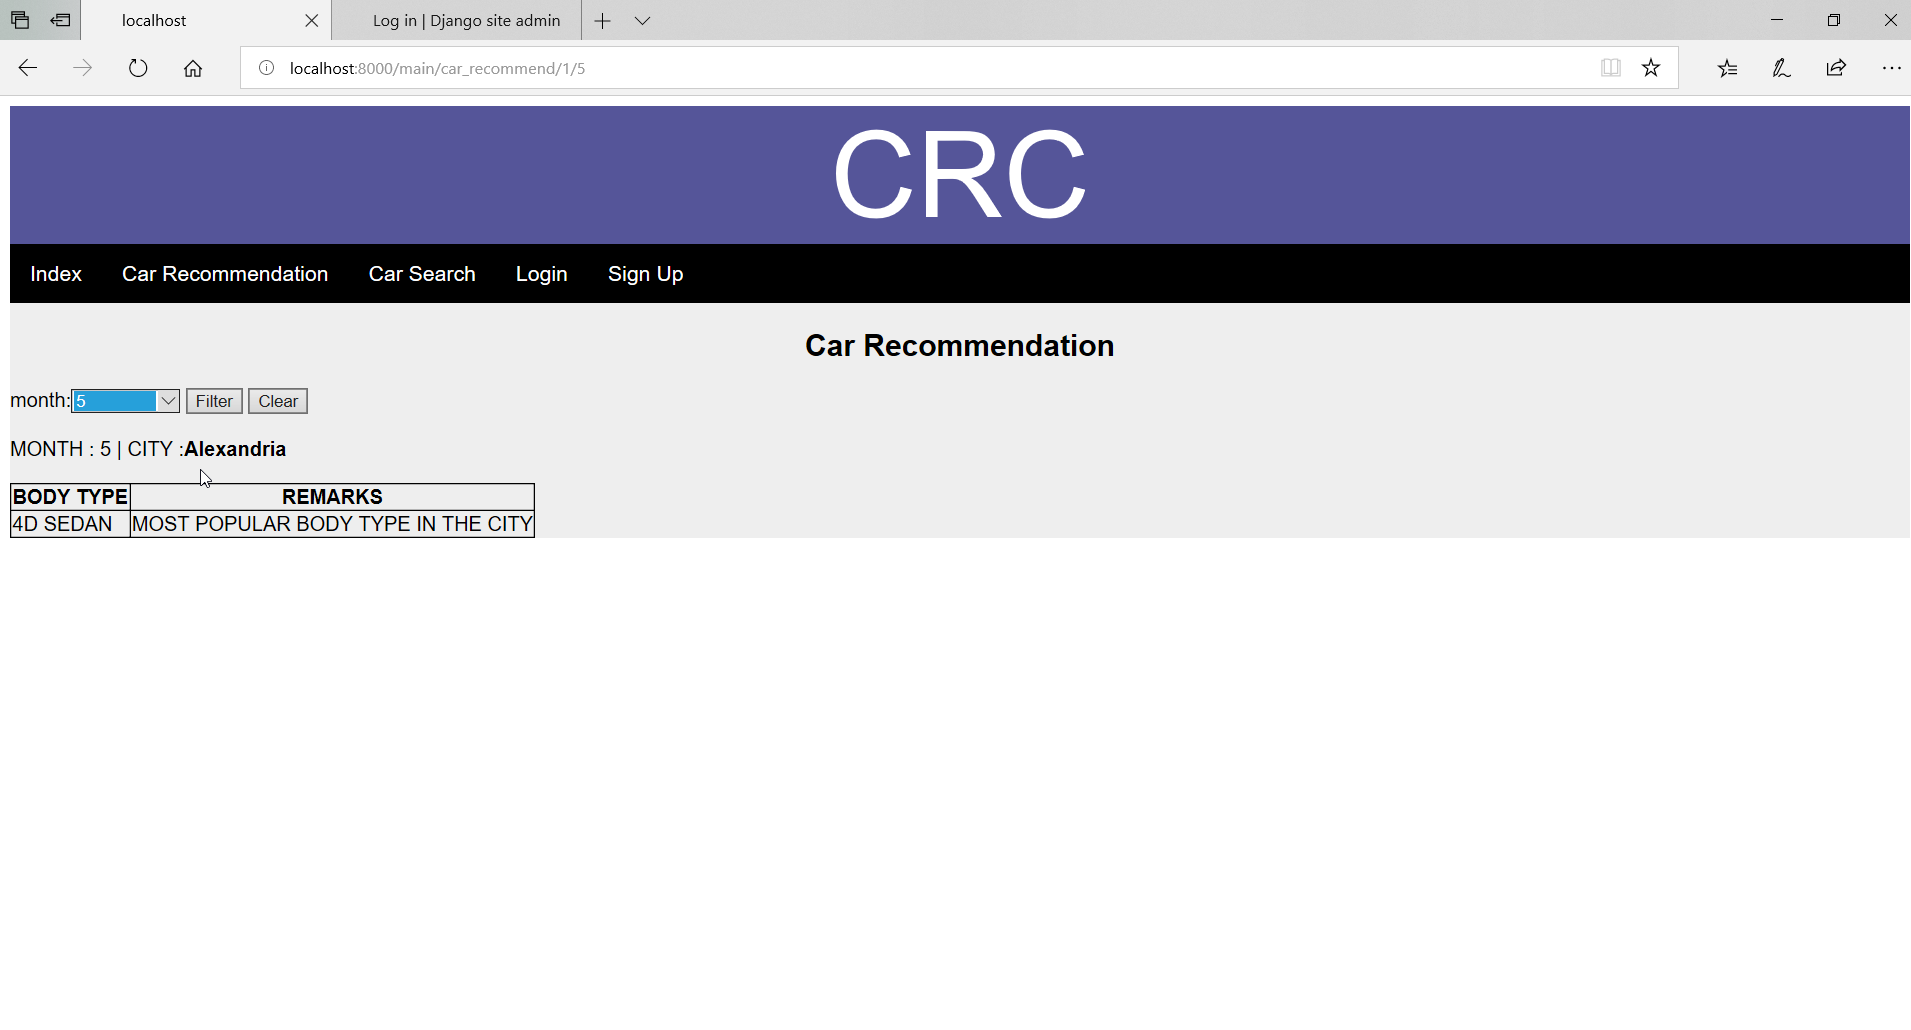 localhost
Log in | Django site admin
localhost:8000/main/car_recommend/1/5
CRC
Index Car Recommendation Car Search Login Sign Up
Car Recommendation
month: 5 Filter Clear
MONTH : 5 | CITY :Alexandria
BODY TYPE REMARKS
4D SEDAN MOST POPULAR BODY TYPE IN THE CITY